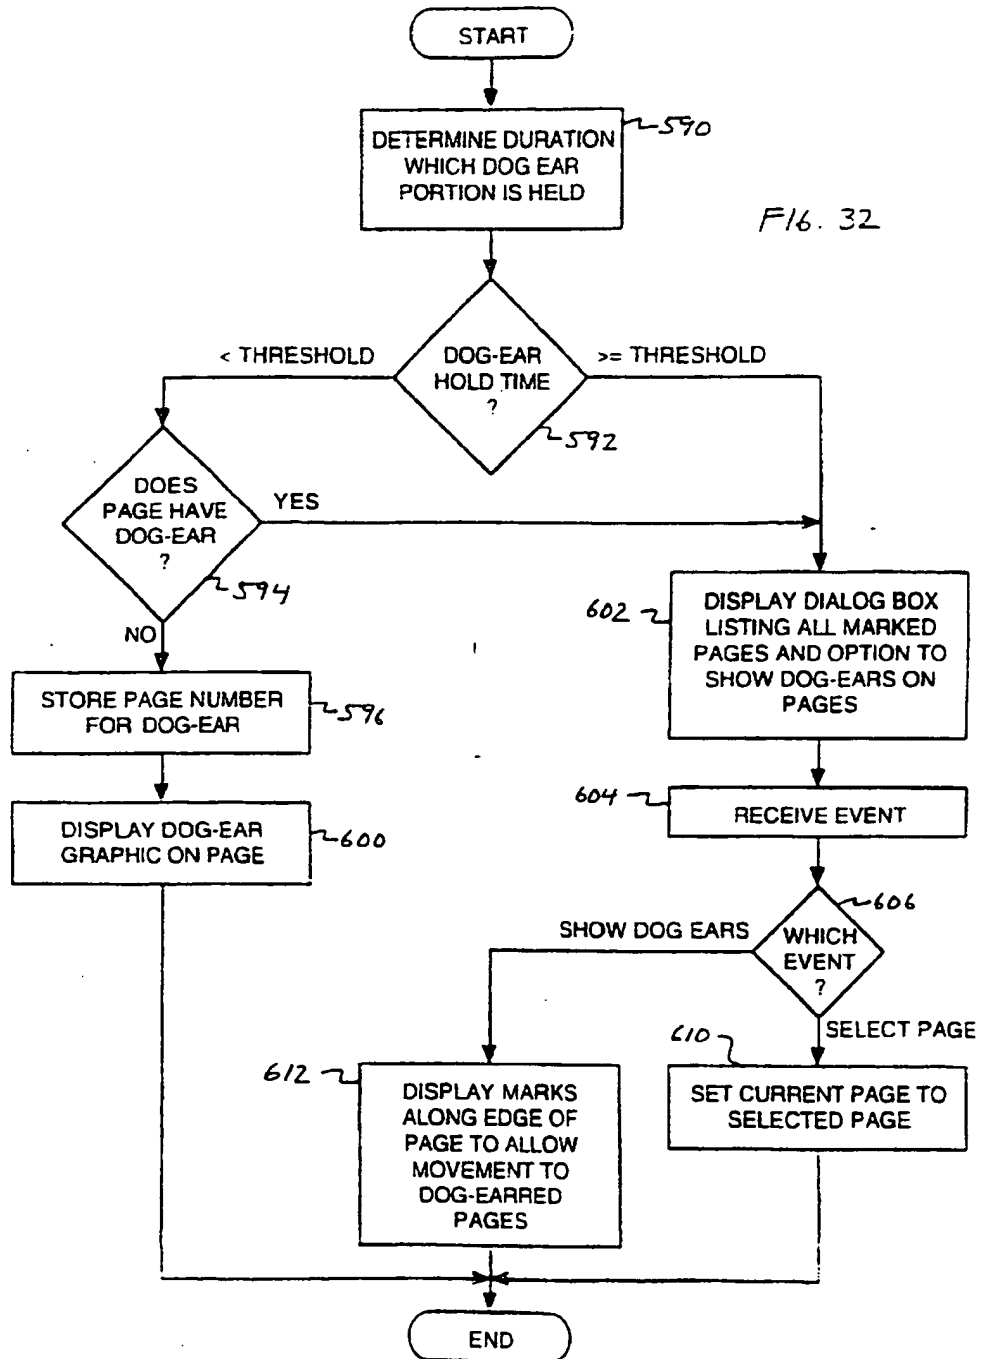 START
DETERMINE DURATION
WHICH DOG EAR
PORTION IS HELD
590
FIG. 32
< THRESHOLD
DOG-EAR
HOLD TIME
?
>= THRESHOLD
592
DOES
PAGE HAVE
DOG-EAR
?
YES
594
NO
602
DISPLAY DIALOG BOX
LISTING ALL MARKED
PAGES AND OPTION TO
SHOW DOG-EARS ON
PAGES
STORE PAGE NUMBER
FOR DOG-EAR
596
604
RECEIVE EVENT
DISPLAY DOG-EAR
GRAPHIC ON PAGE
600
606
SHOW DOG EARS
WHICH
EVENT
?
SELECT PAGE
610
612
DISPLAY MARKS
ALONG EDGE OF
PAGE TO ALLOW
MOVEMENT TO
DOG-EARRED
PAGES
SET CURRENT PAGE TO
SELECTED PAGE
END